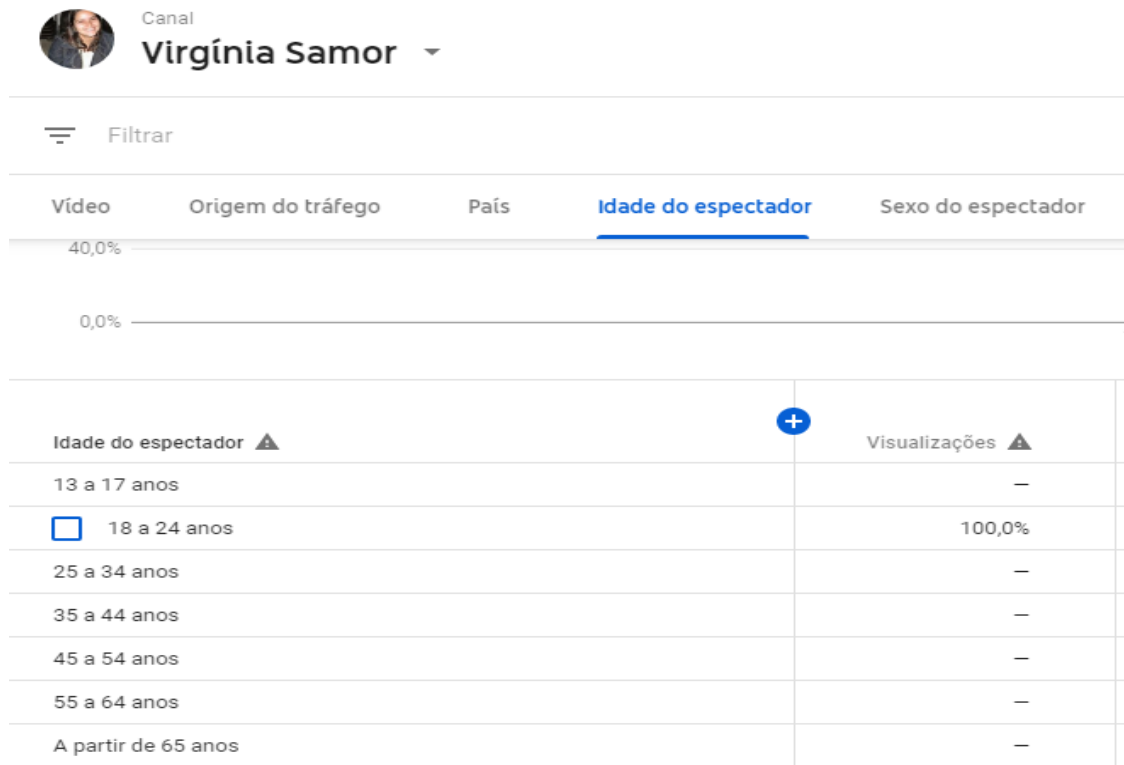 Canal
Virgínia Samor
Filtrar
Vídeo Origem do tráfego País Idade do espectador Sexo do espectador
40,0%
0,0%
Idade do espectador Visualizações
13 a 17 anos –
18 a 24 anos 100,0%
25 a 34 anos –
35 a 44 anos –
45 a 54 anos –
55 a 64 anos –
A partir de 65 anos –